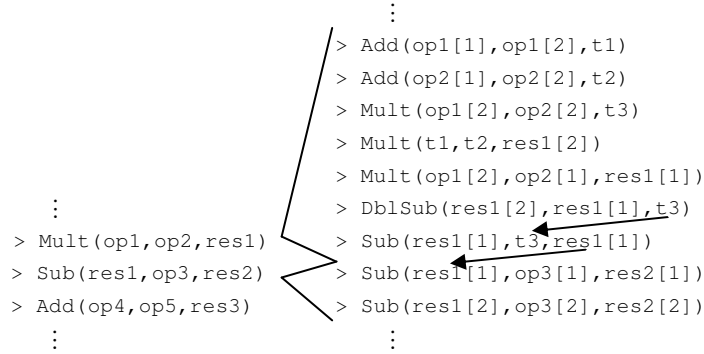 ⋮
> Mult(op1,op2,res1)
> Sub(res1,op3,res2)
> Add(op4,op5,res3)
⋮
⋮
> Add(op1[1],op1[2],t1)
> Add(op2[1],op2[2],t2)
> Mult(op1[2],op2[2],t3)
> Mult(t1,t2,res1[2])
> Mult(op1[2],op2[1],res1[1])
> DblSub(res1[2],res1[1],t3)
> Sub(res1[1],t3,res1[1])
> Sub(res1[1],op3[1],res2[1])
> Sub(res1[2],op3[2],res2[2])
⋮